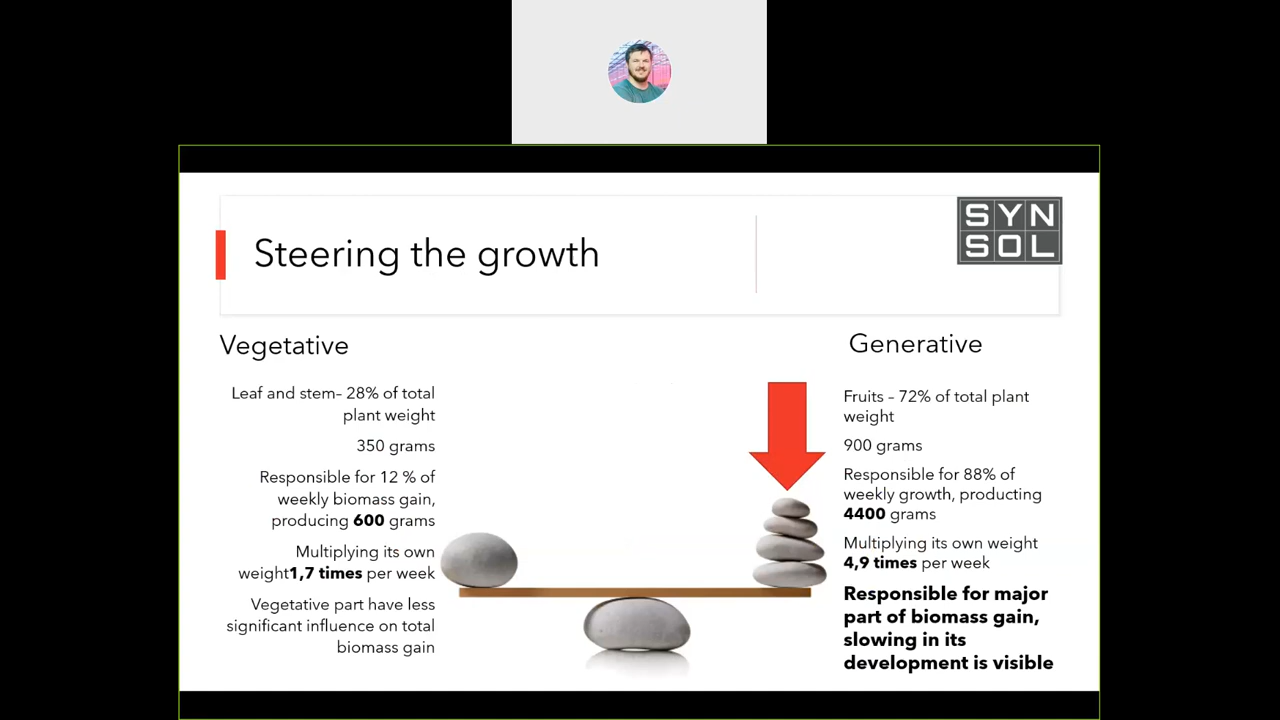 SYN
SOL
Steering the growth
Vegetative
Leaf and stem– 28% of total
plant weight
350 grams
Responsible for 12 % of
weekly biomass gain,
producing 600 grams
Multiplying its own
weight1,7 times per week
Vegetative part have less
significant influence on total
biomass gain
Generative
Fruits – 72% of total plant
weight
900 grams
Responsible for 88% of
weekly growth, producting
4400 grams
Multiplying its own weight
4,9 times per week
Responsible for major
part of biomass gain,
slowing in its
development is visible